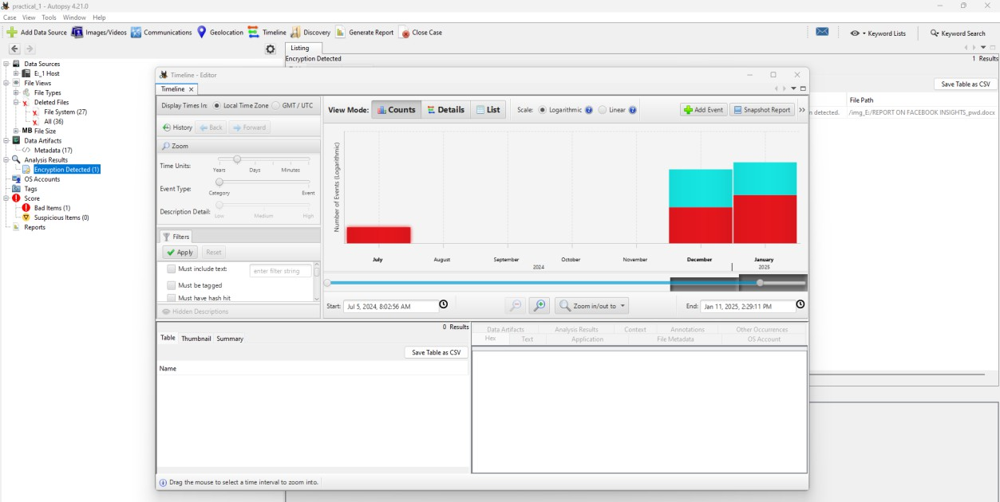 practical_1 - Autopsy 4.21.0
Case View Tools Window Help
Add Data Source Images/Videos Communications Geolocation Timeline Discovery Generate Report Close Case Keyword Lists Keyword Search
Listing
Encryption Detected
1 Results
Save Table as CSV
File Path
n detected. /img_E:/REPORT ON FACEBOOK INSIGHTS_pwd.docx
Data Sources
E:_1 Host
File Views
File Types
Deleted Files
File System (27)
All (36)
MB File Size
Data Artifacts
Metadata (17)
Analysis Results
Encryption Detected (1)
OS Accounts
Tags
Score
Bad Items (1)
Suspicious Items (0)
Reports
Timeline - Editor
Timeline
Display Times In: Local Time Zone GMT / UTC
History Back Forward
Zoom
Time Units:
Years Days Minutes
Event Type:
Category Event
Description Detail:
Low Medium High
Filters
Apply Reset
Must include text: enter filter string
Must be tagged
Must have hash hit
Hidden Descriptions
View Mode: Counts Details List Scale: Logarithmic Linear Add Event Snapshot Report
Number of Events (Logarithmic)
July August September October November December January
2024 2025
Start: Jul 5, 2024, 8:02:56 AM Zoom in/out to End: Jan 11, 2025, 2:29:11 PM
0 Results
Table Thumbnail Summary
Save Table as CSV
Name
Data Artifacts Analysis Results Context Annotations Other Occurrences
Hex Text Application File Metadata OS Account
Drag the mouse to select a time interval to zoom into.